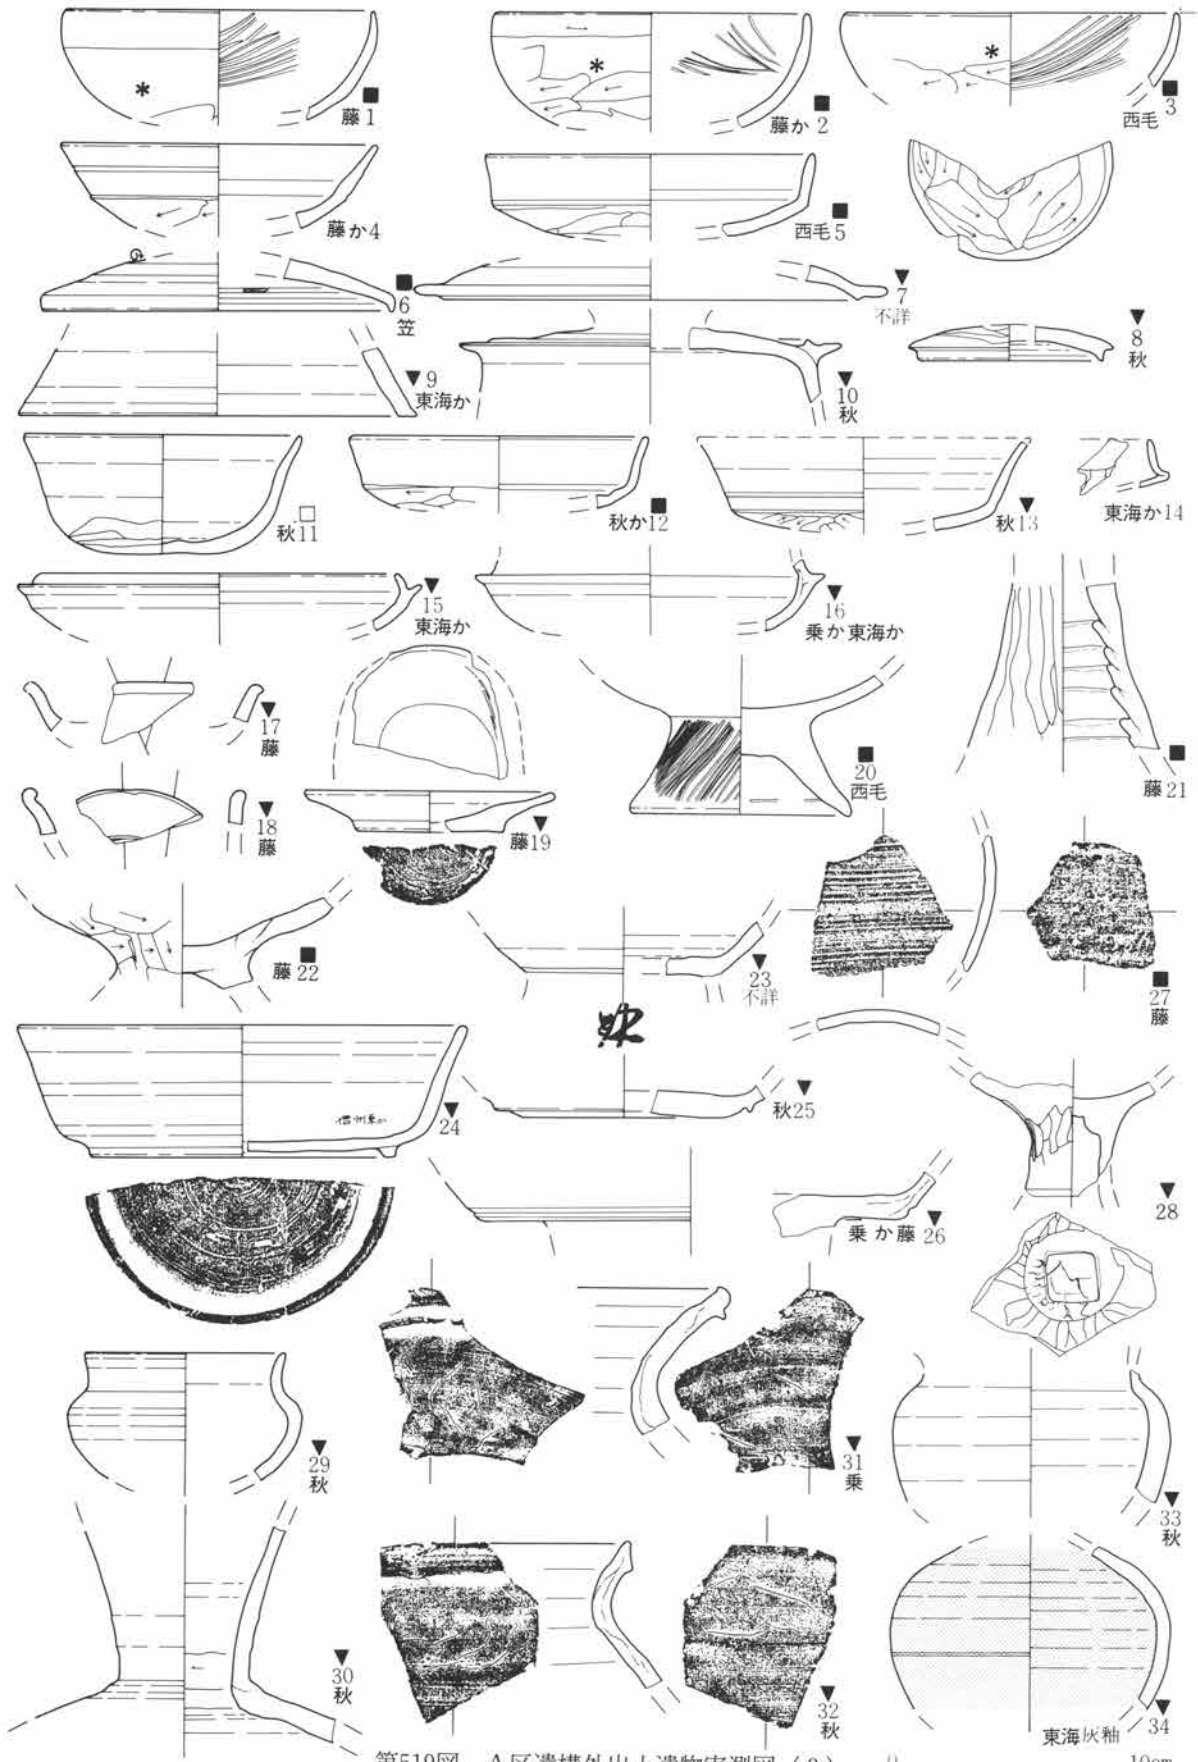 藤1
藤か2
西毛 3
藤か4
西毛5
6
笠
7
不詳
8
秋
9
東海か
10
秋
秋11
秋か12
秋13
東海か14
15
東海か
16
乗か東海か
17
藤
18
藤
藤19
20
西毛
藤21
藤22
23
不詳
24
秋25
乗か藤26
27
藤
28
29
秋
30
秋
31
乗
32
秋
33
秋
34
東海灰釉
第519図 A区遺構外出土遺物実測図(2) 0 10cm